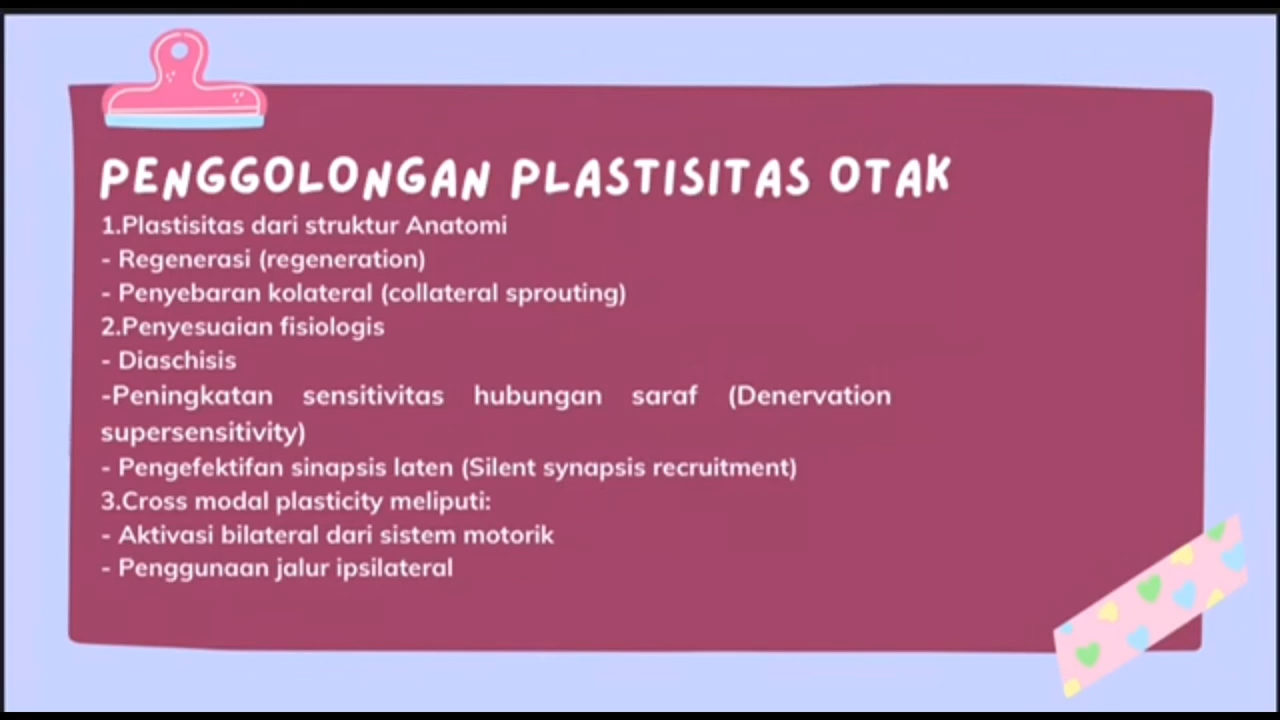 PENGGOLONGAN PLASTISITAS OTAK
1.Plastisitas dari struktur Anatomi
- Regenerasi (regeneration)
- Penyebaran kolateral (collateral sprouting)
2.Penyesuaian fisiologis
- Diaschisis
-Peningkatan sensitivitas hubungan saraf (Denervation
supersensitivity)
- Pengefektifan sinapsis laten (Silent synapsis recruitment)
3.Cross modal plasticity meliputi:
- Aktivasi bilateral dari sistem motorik
- Penggunaan jalur ipsilateral